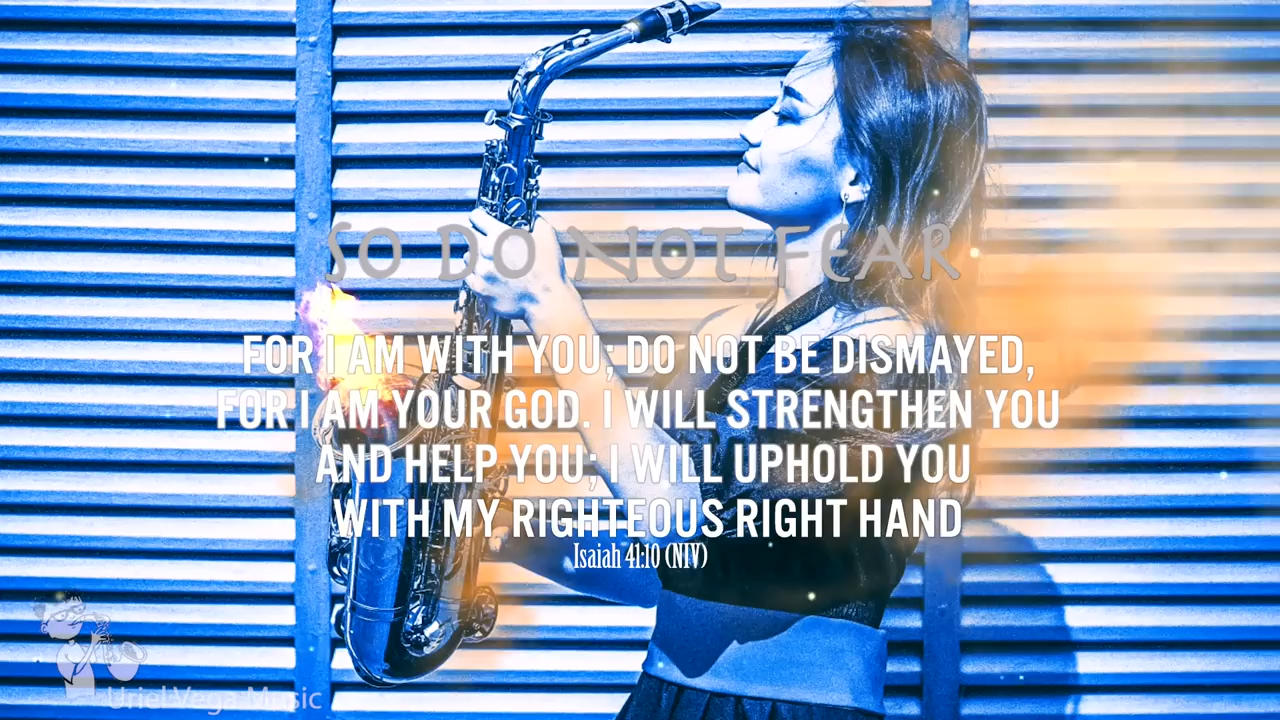 SO DO NOT FEAR
FOR I AM WITH YOU; DO NOT BE DISMAYED,
FOR I AM YOUR GOD. I WILL STRENGTHEN YOU
AND HELP YOU; I WILL UPHOLD YOU
WITH MY RIGHTEOUS RIGHT HAND
Isaiah 41:10 (NIV)
Uriel Vega Music